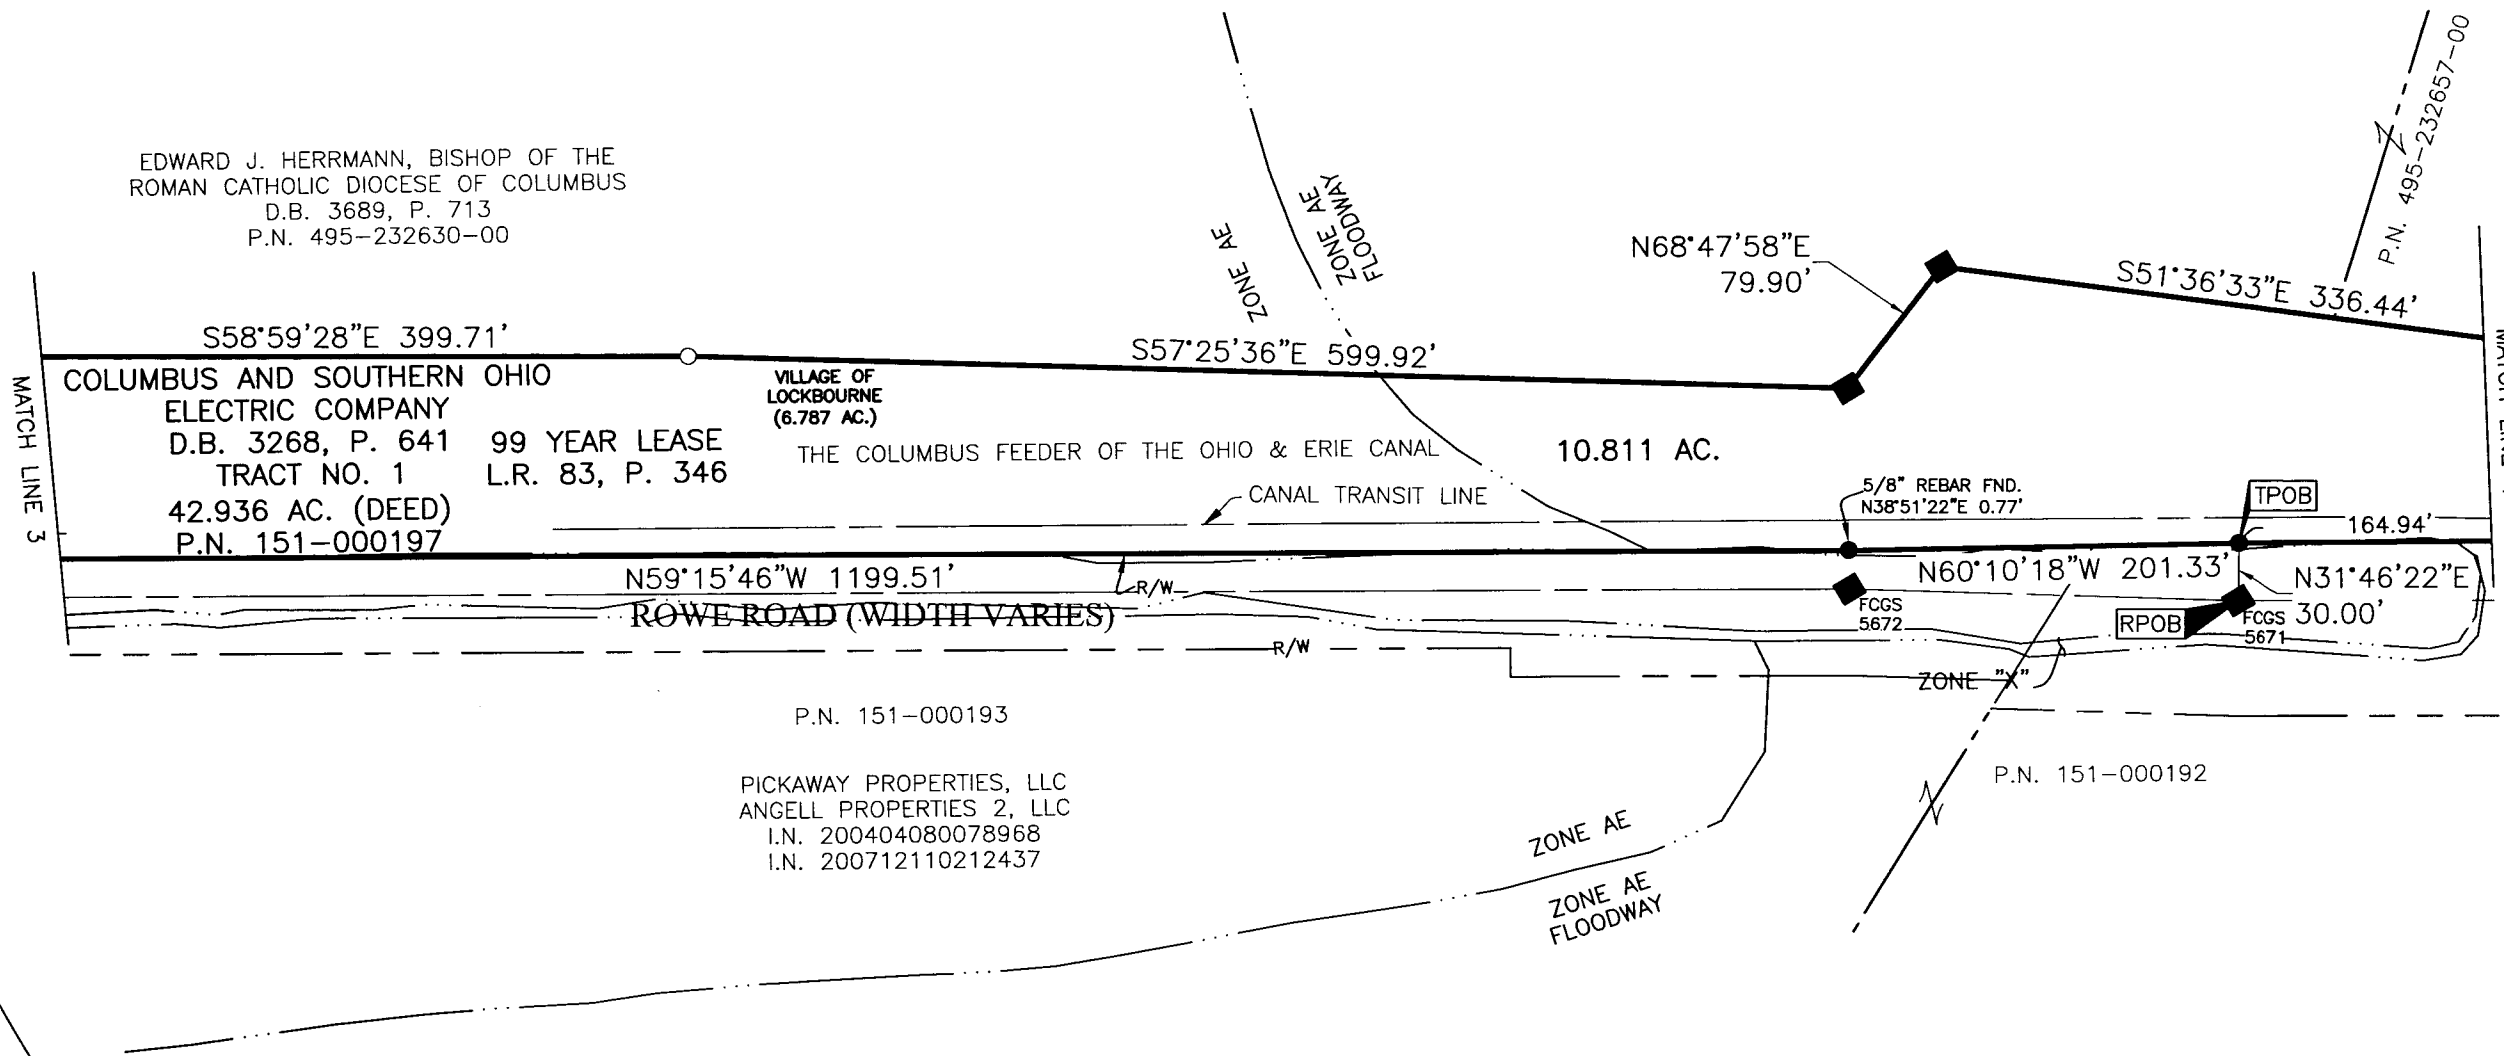 EDWARD J. HERRMANN, BISHOP OF THE
ROMAN CATHOLIC DIOCESE OF COLUMBUS
D.B. 3689, P. 713
P.N. 495-232630-00
ZONE AE
ZONE AE
FLOODWAY
N68°47'58"E
79.90'
P.N. 495-232657-00
S51°36'33"E 336.44'
S58°59'28"E 399.71'
S57°25'36"E 599.92'
MATCH LINE 3
COLUMBUS AND SOUTHERN OHIO
ELECTRIC COMPANY
D.B. 3268, P. 641 99 YEAR LEASE
TRACT NO. 1 L.R. 83, P. 346
42.936 AC. (DEED)
P.N. 151-000197
VILLAGE OF
LOCKBOURNE
(6.787 AC.)
THE COLUMBUS FEEDER OF THE OHIO & ERIE CANAL
10.811 AC.
CANAL TRANSIT LINE
5/8" REBAR FND.
N38°51'22"E 0.77'
TPOB
164.94'
N59°15'46"W 1199.51'
R/W
N60°10'18"W 201.33'
N31°46'22"E
30.00'
ROWE ROAD (WIDTH VARIES)
FCGS
5672
RPOB
FCGS
5671
R/W
ZONE "X"
P.N. 151-000193
PICKAWAY PROPERTIES, LLC
ANGELL PROPERTIES 2, LLC
I.N. 200404080078968
I.N. 200712110212437
P.N. 151-000192
ZONE AE
ZONE AE
FLOODWAY